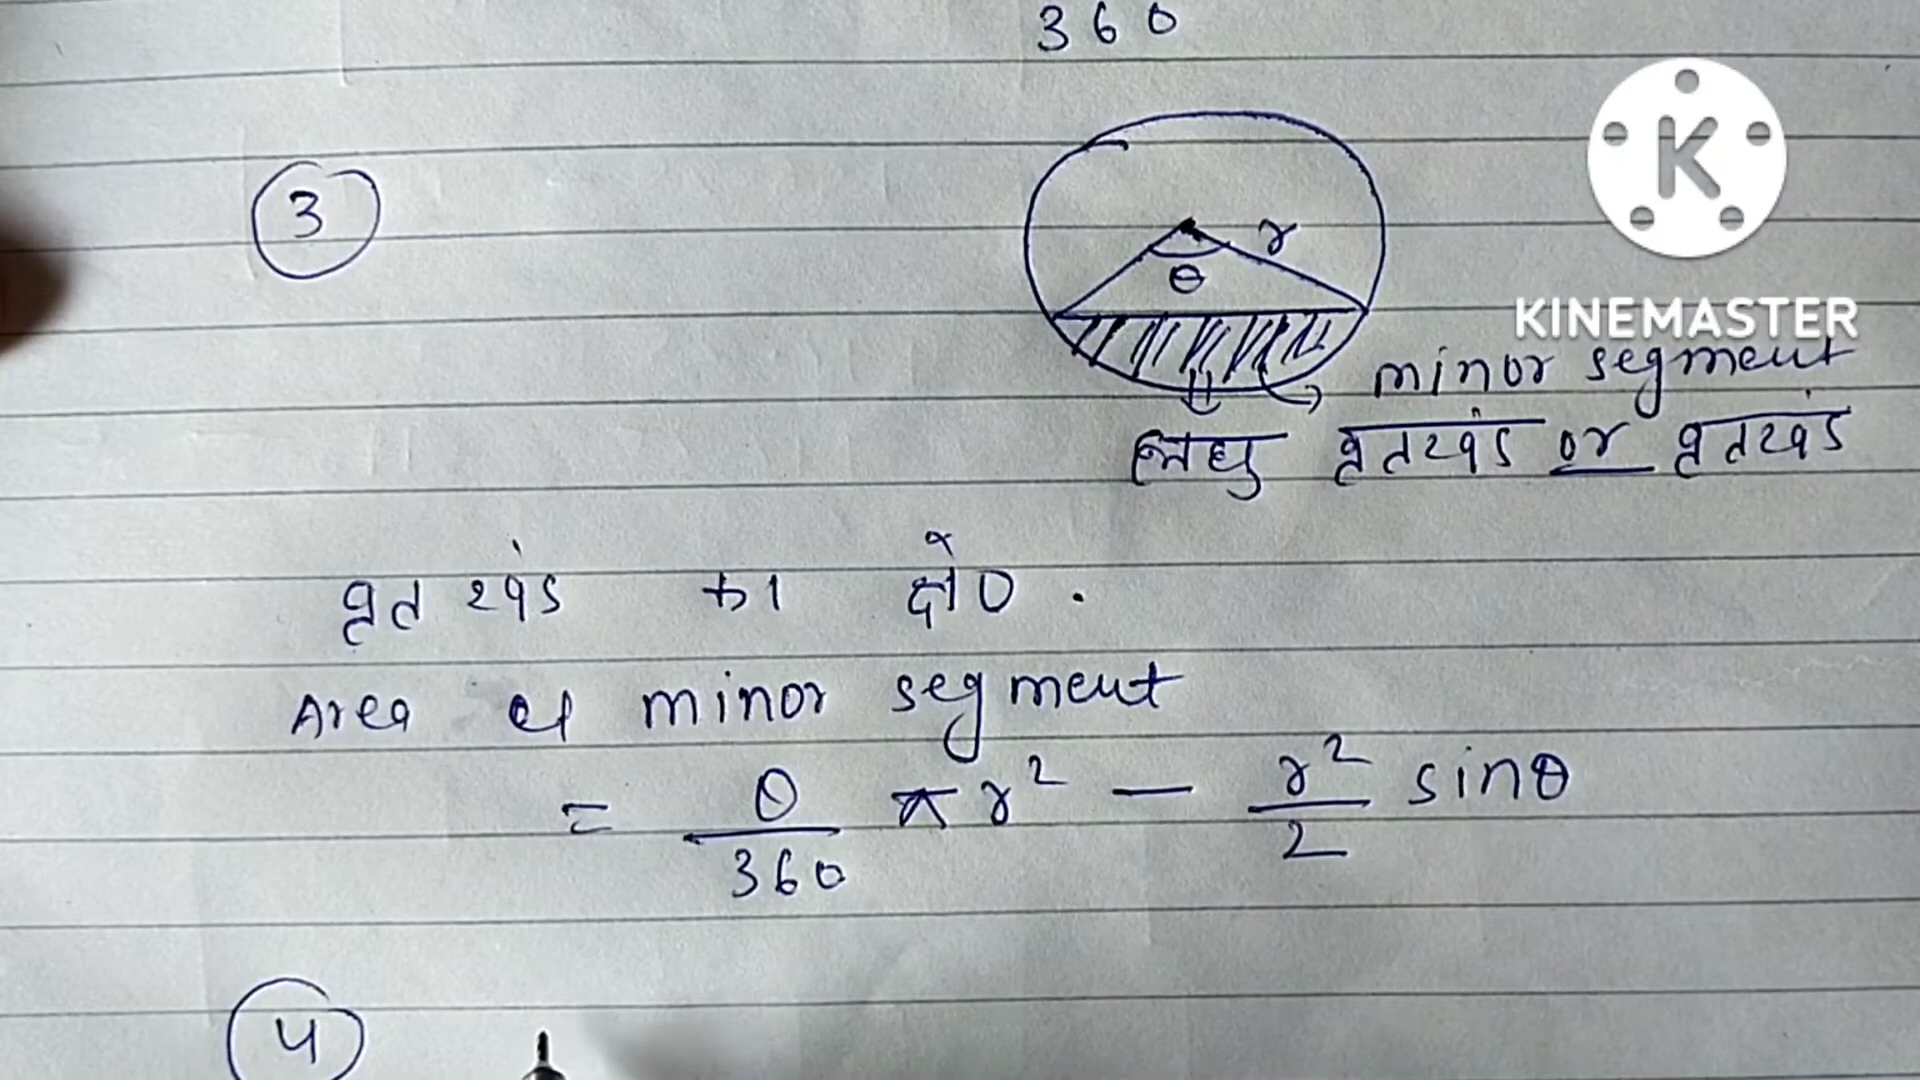 360
3
r
θ
KINEMASTER
minor segment
लघु वृतखंड or वृतखंड
वृतखंड का क्षे०.
Area of minor segment
= θ/360 πr² — r²/2 sinθ
4